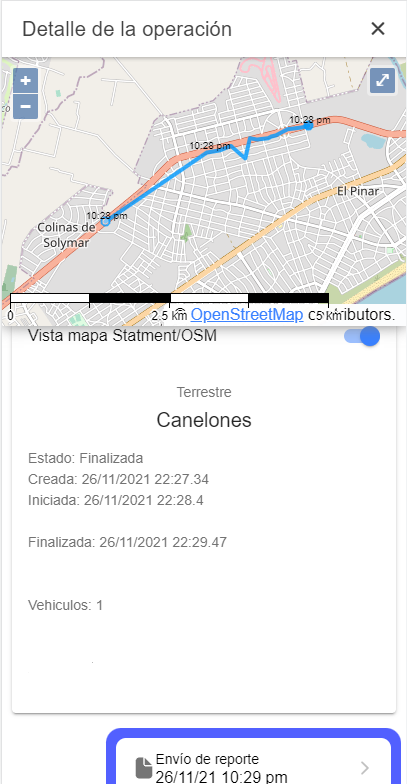 Detalle de la operación
10:28 pm
10:28 pm
El Pinar
10:28 pm
Colinas de
Solymar
0 2.5 km 5 km
© OpenStreetMap contributors.
Vista mapa Statment/OSM
Terrestre
Canelones
Estado: Finalizada
Creada: 26/11/2021 22:27.34
Iniciada: 26/11/2021 22:28.4
Finalizada: 26/11/2021 22:29.47
Vehiculos: 1
Envío de reporte
26/11/21 10:29 pm